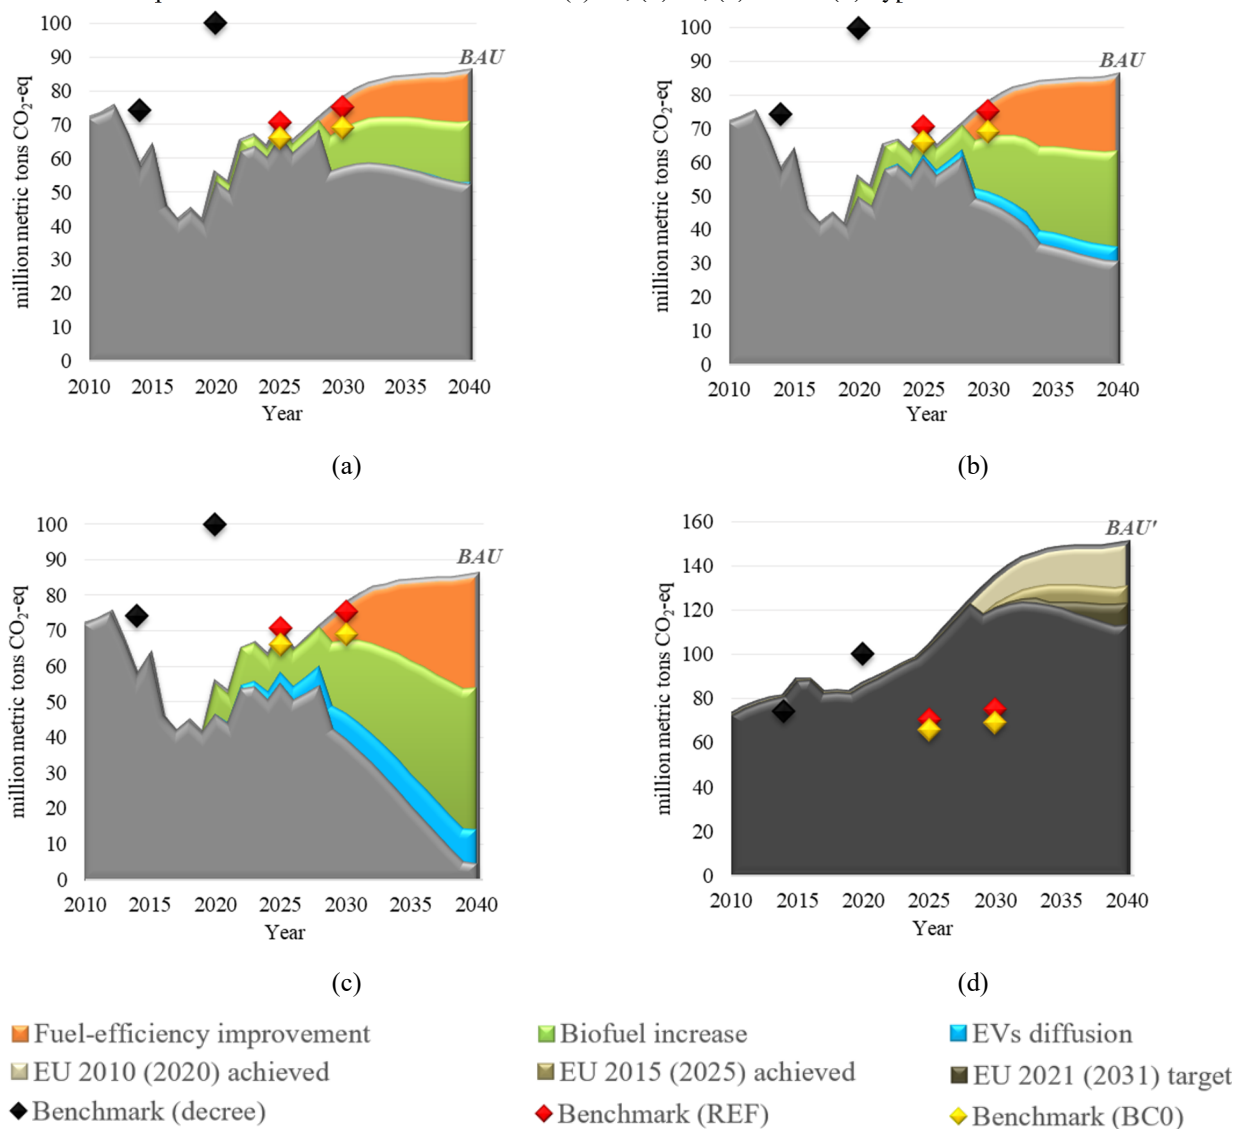 100
90
80
70
60
50
40
30
20
10
0
million metric tons CO₂-eq
BAU
2010 2015 2020 2025 2030 2035 2040
Year
(a)
100
90
80
70
60
50
40
30
20
10
0
million metric tons CO₂-eq
BAU
2010 2015 2020 2025 2030 2035 2040
Year
(b)
100
90
80
70
60
50
40
30
20
10
0
million metric tons CO₂-eq
BAU
2010 2015 2020 2025 2030 2035 2040
Year
(c)
160
140
120
100
80
60
40
20
0
million metric tons CO₂-eq
BAU'
2010 2015 2020 2025 2030 2035 2040
Year
(d)
Fuel-efficiency improvement Biofuel increase EVs diffusion
EU 2010 (2020) achieved EU 2015 (2025) achieved EU 2021 (2031) target
Benchmark (decree) Benchmark (REF) Benchmark (BC0)